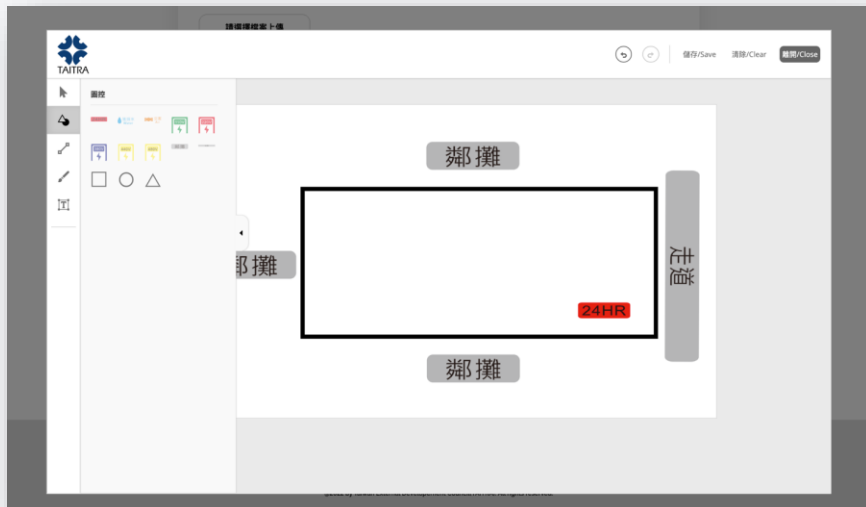 請選擇檔案上傳
TAITRA
儲存/Save
清除/Clear
離開/Close
圖控
鄰攤
鄰攤
走道
24HR
鄰攤